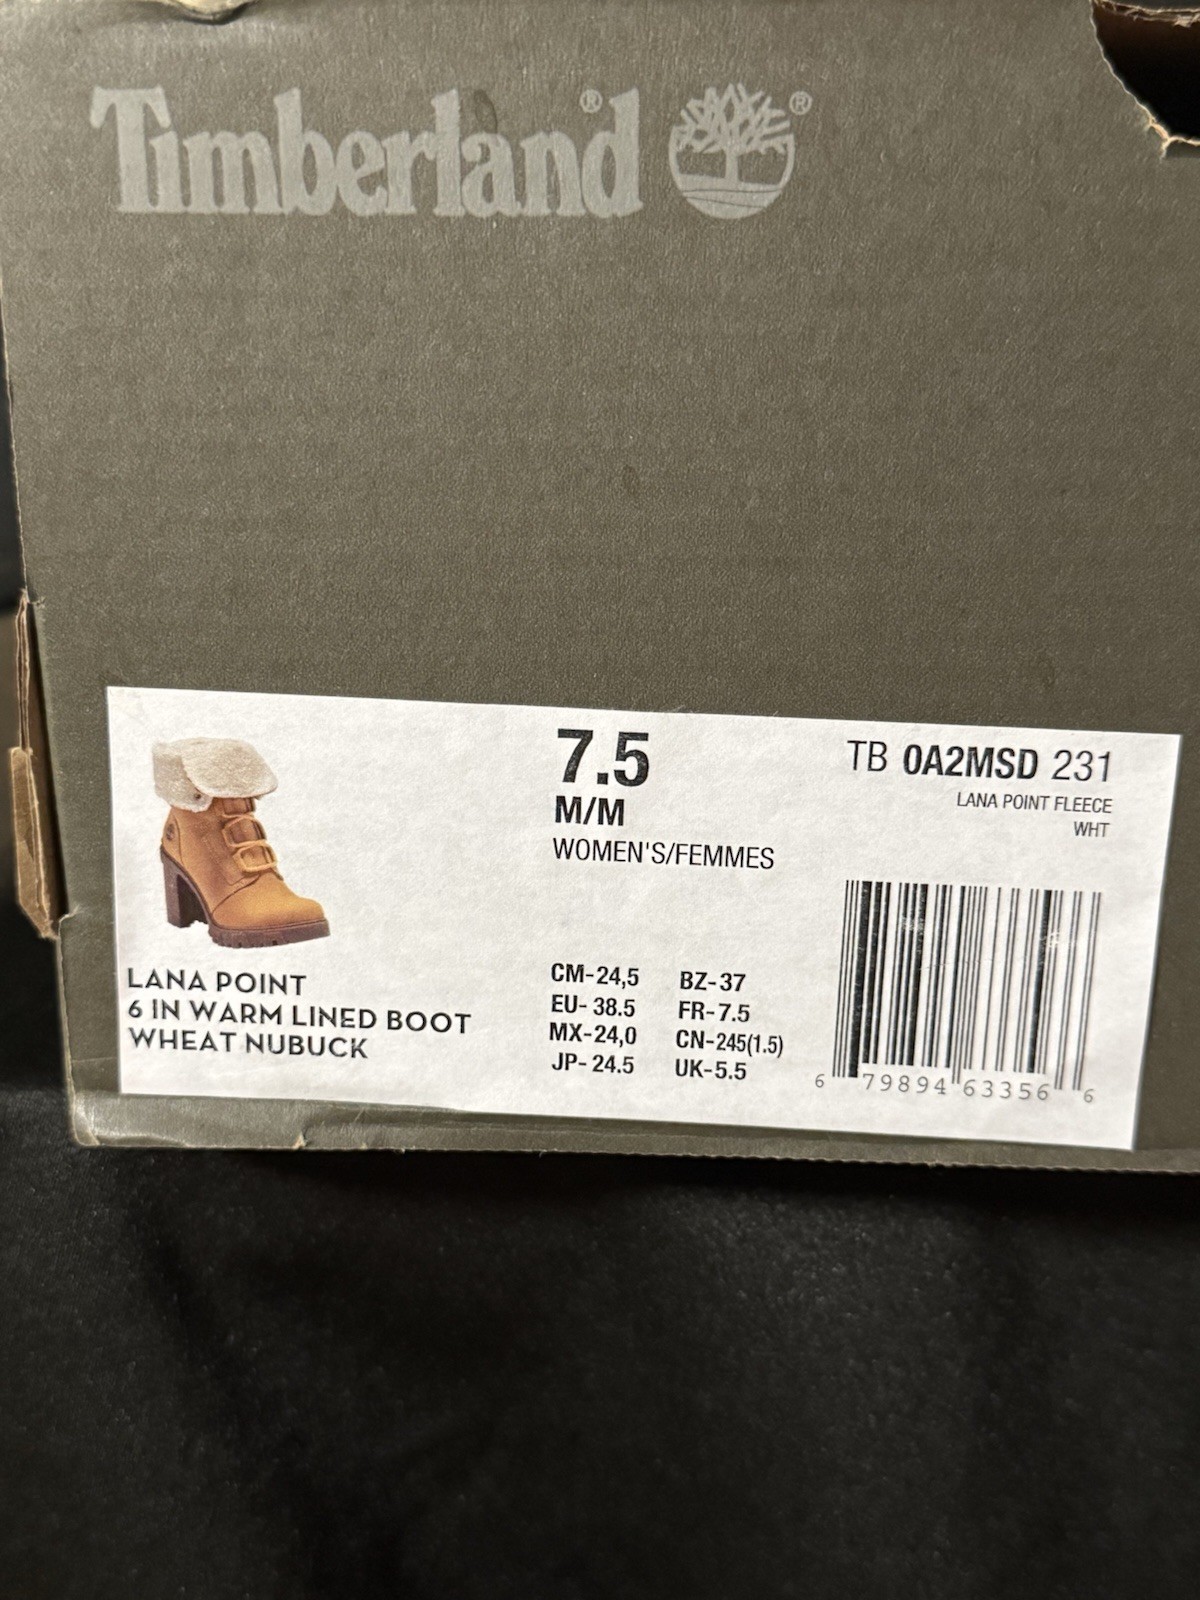 Timberland® ®
7.5
M/M
WOMEN'S/FEMMES
TB 0A2MSD 231
LANA POINT FLEECE
WHT
LANA POINT
6 IN WARM LINED BOOT
WHEAT NUBUCK
CM-24,5 BZ-37
EU-38.5 FR-7.5
MX-24,0 CN-245(1.5)
JP-24.5 UK-5.5
6 79894 63356 6